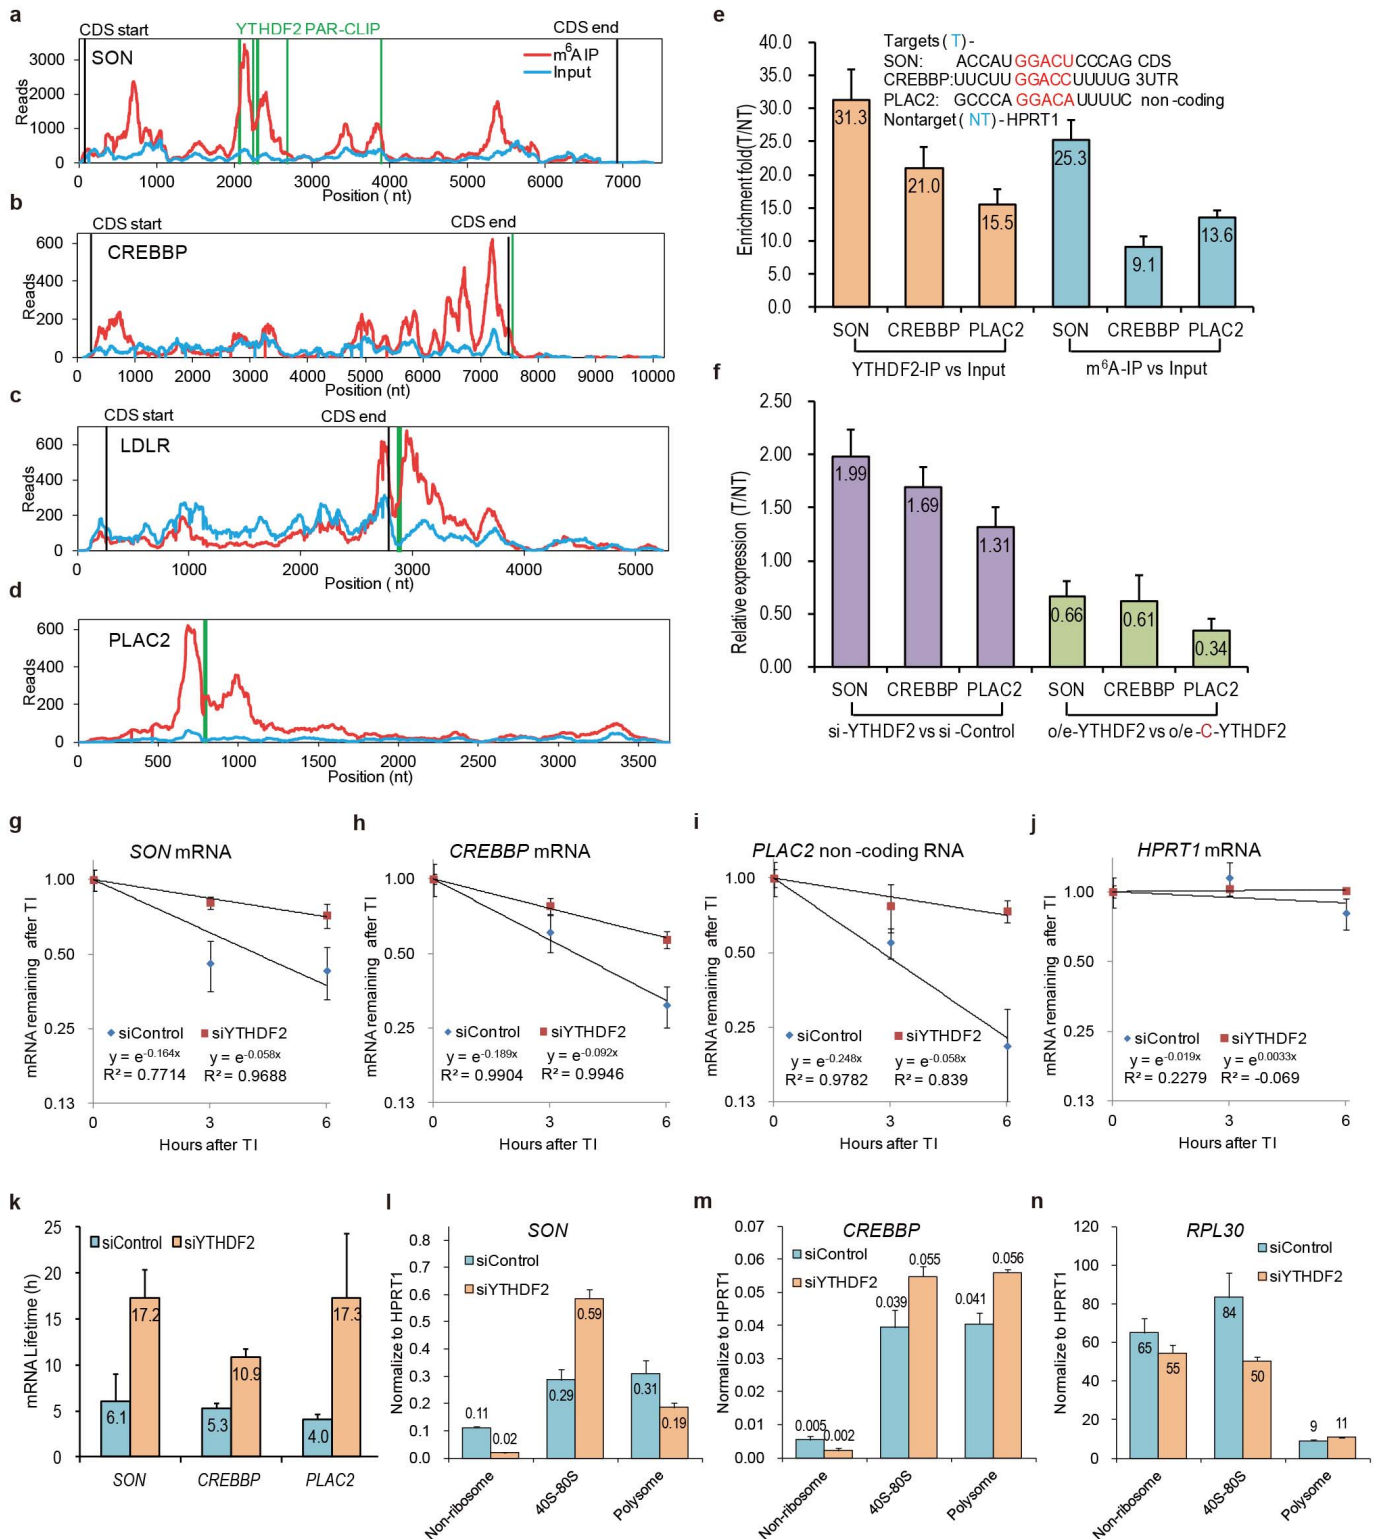 a
CDS start
YTHDF2 PAR-CLIP
CDS end
SON
m⁶A IP
Input
Reads
3000
2000
1000
0
0 1000 2000 3000 4000 5000 6000 7000
Position ( nt)
b
CDS start
CDS end
CREBBP
Reads
600
400
200
0
0 1000 2000 3000 4000 5000 6000 7000 8000 9000 10000
Position (nt)
c
CDS start
CDS end
LDLR
Reads
600
400
200
0
0 1000 2000 3000 4000 5000
Position ( nt)
d
PLAC2
Reads
600
400
200
0
0 500 1000 1500 2000 2500 3000 3500
Position (nt)
e
Targets ( T ) -
SON: ACCAU GGACU CCCAG CDS
CREBBP:UUCUU GGACC UUUUG 3UTR
PLAC2: GCCCA GGACA UUUUC non -coding
Nontarget ( NT) - HPRT1
Enrichment fold(T/NT)
40.0
35.0
30.0
25.0
20.0
15.0
10.0
5.0
0.0
31.3 21.0 15.5 25.3 9.1 13.6
SON CREBBP PLAC2 SON CREBBP PLAC2
YTHDF2-IP vs Input
m⁶A-IP vs Input
f
Relative expression (T/NT)
2.50
2.00
1.50
1.00
0.50
0.00
1.99 1.69 1.31 0.66 0.61 0.34
SON CREBBP PLAC2 SON CREBBP PLAC2
si-YTHDF2 vs si -Control
o/e-YTHDF2 vs o/e -C-YTHDF2
g
SON mRNA
mRNA remaining after TI
1.00
0.50
0.25
0.13
siControl siYTHDF2
y = e^-0.164x y = e^-0.058x
R² = 0.7714 R² = 0.9688
0 3 6
Hours after TI
h
CREBBP mRNA
mRNA remaining after TI
1.00
0.50
0.25
0.13
siControl siYTHDF2
y = e^-0.189x y = e^-0.092x
R² = 0.9904 R² = 0.9946
0 3 6
Hours after TI
i
PLAC2 non -coding RNA
mRNA remaining after TI
1.00
0.50
0.25
0.13
siControl siYTHDF2
y = e^-0.248x y = e^-0.058x
R² = 0.9782 R² = 0.839
0 3 6
Hours after TI
j
HPRT1 mRNA
mRNA remaining after TI
1.00
0.50
0.25
0.13
siControl siYTHDF2
y = e^-0.019x y = e^0.0033x
R² = 0.2279 R² = -0.069
0 3 6
Hours after TI
k
mRNA Lifetime (h)
25
20
15
10
5
0
siControl siYTHDF2
6.1 17.2 5.3 10.9 4.0 17.3
SON CREBBP PLAC2
l
SON
Normalize to HPRT1
0.8
0.7
0.6
0.5
0.4
0.3
0.2
0.1
0.0
siControl
siYTHDF2
0.11 0.02 0.29 0.59 0.31 0.19
Non-ribosome 40S-80S Polysome
m
CREBBP
Normalize to HPRT1
0.07
0.06
0.05
0.04
0.03
0.02
0.01
0.00
siControl
siYTHDF2
0.005 0.002 0.039 0.055 0.041 0.056
Non-ribosome 40S-80S Polysome
n
RPL30
Normalize to HPRT1
120
100
80
60
40
20
0
siControl
siYTHDF2
65 55 84 50 9 11
Non-ribosome 40S-80S Polysome